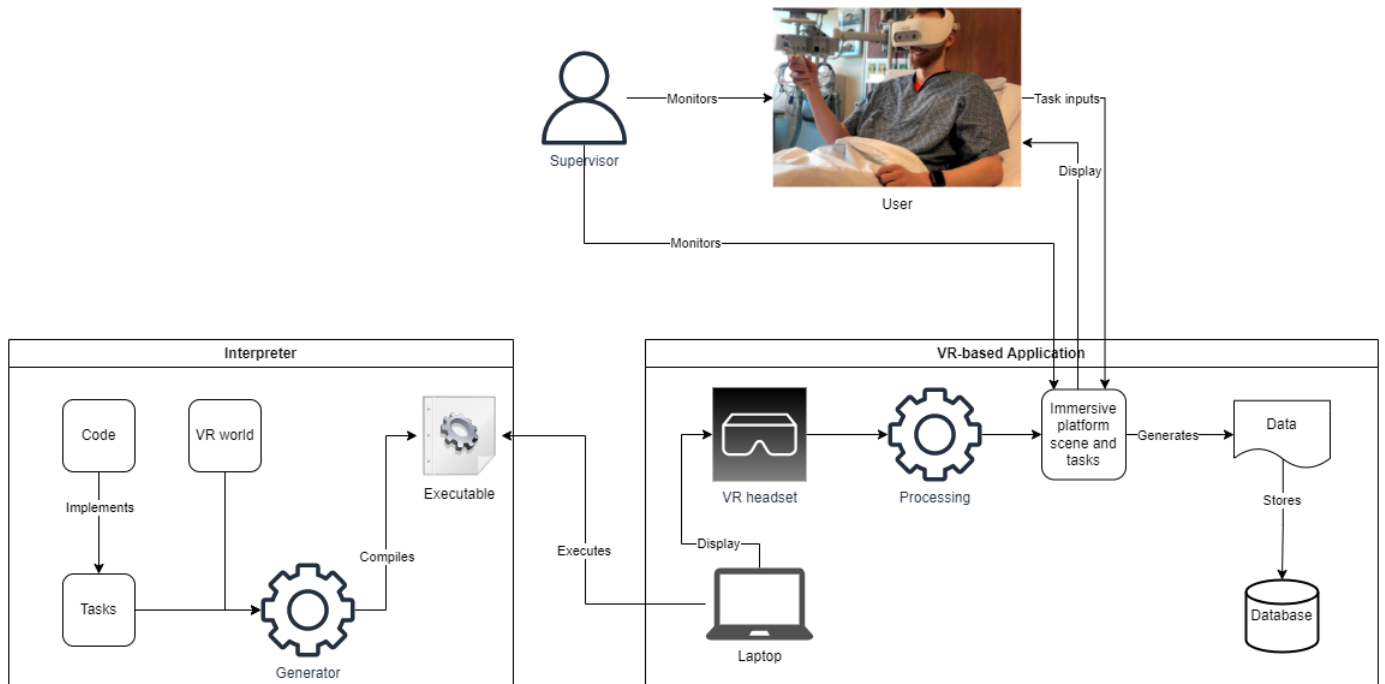 Monitors
Task inputs
Supervisor
Display
User
Monitors
Interpreter
VR-based Application
Code
VR world
Executable
Implements
Compiles
Tasks
Generator
Executes
VR headset
Processing
Immersive
platform
scene and
tasks
Generates
Data
Stores
Display
Laptop
Database